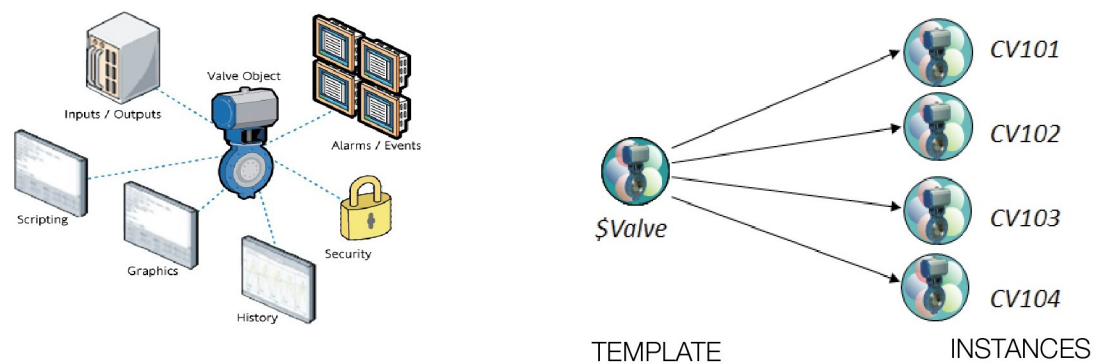 Valve Object
Inputs / Outputs
Alarms / Events
Scripting
Graphics
Security
History
$Valve
CV101
CV102
CV103
CV104
TEMPLATE
INSTANCES